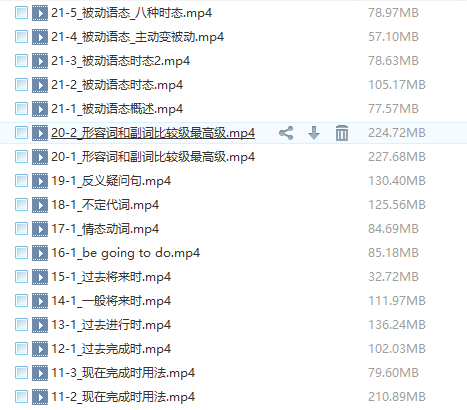 21-5_被动语态_八种时态.mp4 78.97MB
21-4_被动语态_主动变被动.mp4 57.10MB
21-3_被动语态时态2.mp4 78.63MB
21-2_被动语态时态.mp4 105.17MB
21-1_被动语态概述.mp4 77.57MB
20-2_形容词和副词比较级最高级.mp4 224.72MB
20-1_形容词和副词比较级最高级.mp4 227.68MB
19-1_反义疑问句.mp4 130.40MB
18-1_不定代词.mp4 125.56MB
17-1_情态动词.mp4 84.69MB
16-1_be going to do.mp4 85.18MB
15-1_过去将来时.mp4 32.72MB
14-1_一般将来时.mp4 111.97MB
13-1_过去进行时.mp4 136.24MB
12-1_过去完成时.mp4 102.03MB
11-3_现在完成时用法.mp4 79.60MB
11-2_现在完成时用法.mp4 210.89MB